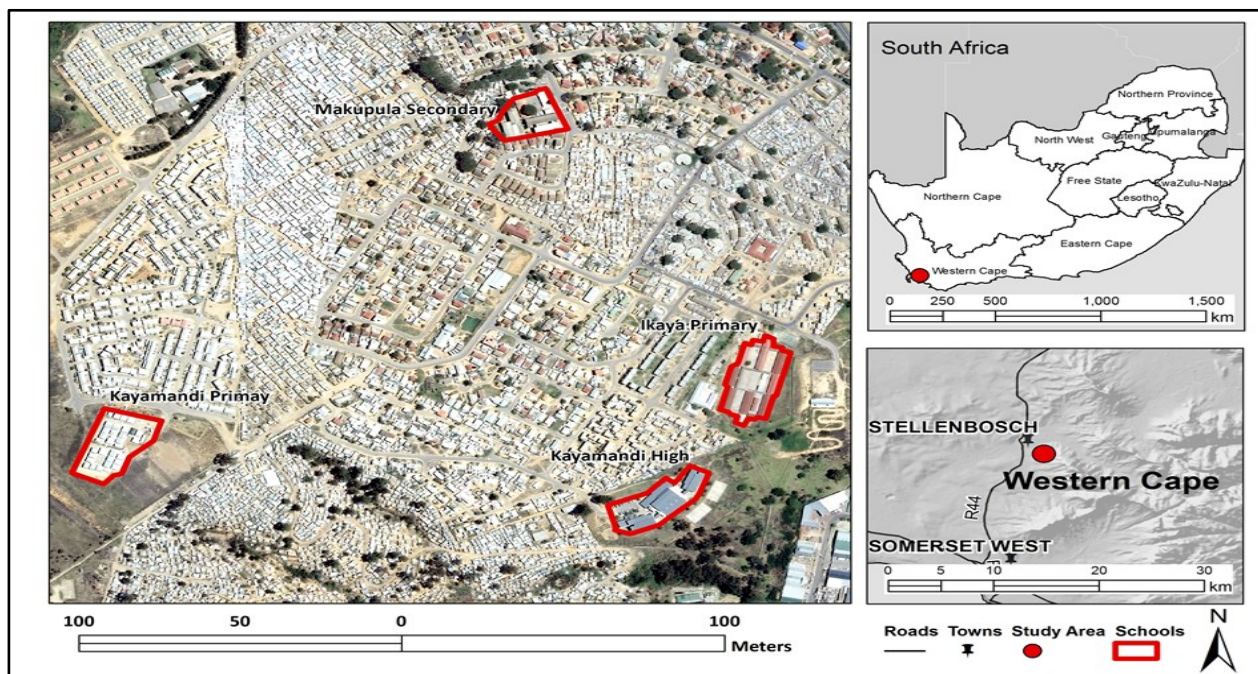 Makupula Secondary
Ikaya Primary
Kayamandi Primay
Kayamandi High
100 50 0 100
Meters
South Africa
Northern Province
North West
Gauteng
Mpumalanga
Free State
KwaZulu-Natal
Lesotho
Northern Cape
Eastern Cape
Western Cape
0 250 500 1,000 1,500
km
STELLENBOSCH
Western Cape
R44
SOMERSET WEST
0 5 10 20 30
km
N
Roads Towns Study Area Schools